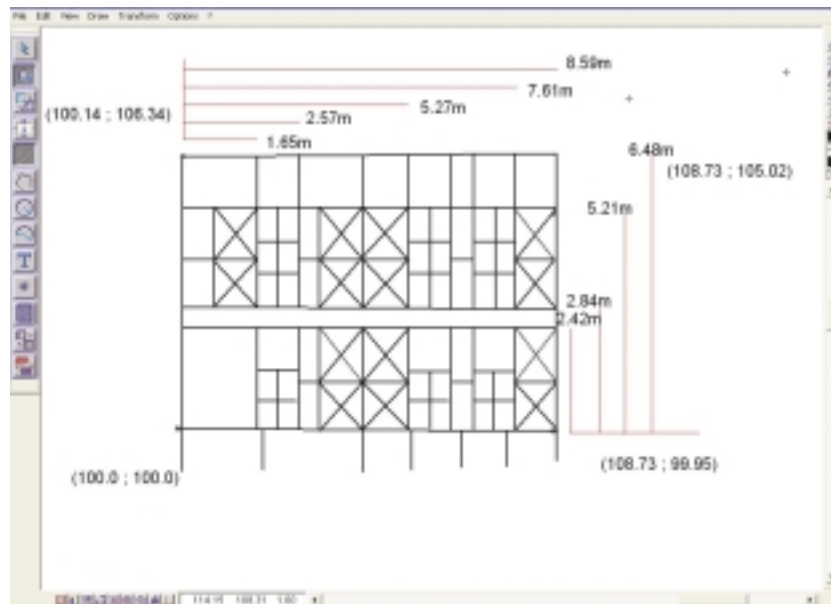 File Edit View Draw Transform Options ?
8.59m
7.61m
5.27m
(100.14 ; 106.34)
2.57m
1.65m
6.48m
(108.73 ; 105.02)
5.21m
2.84m
2.42m
(108.73 ; 99.95)
(100.0 ; 100.0)
T